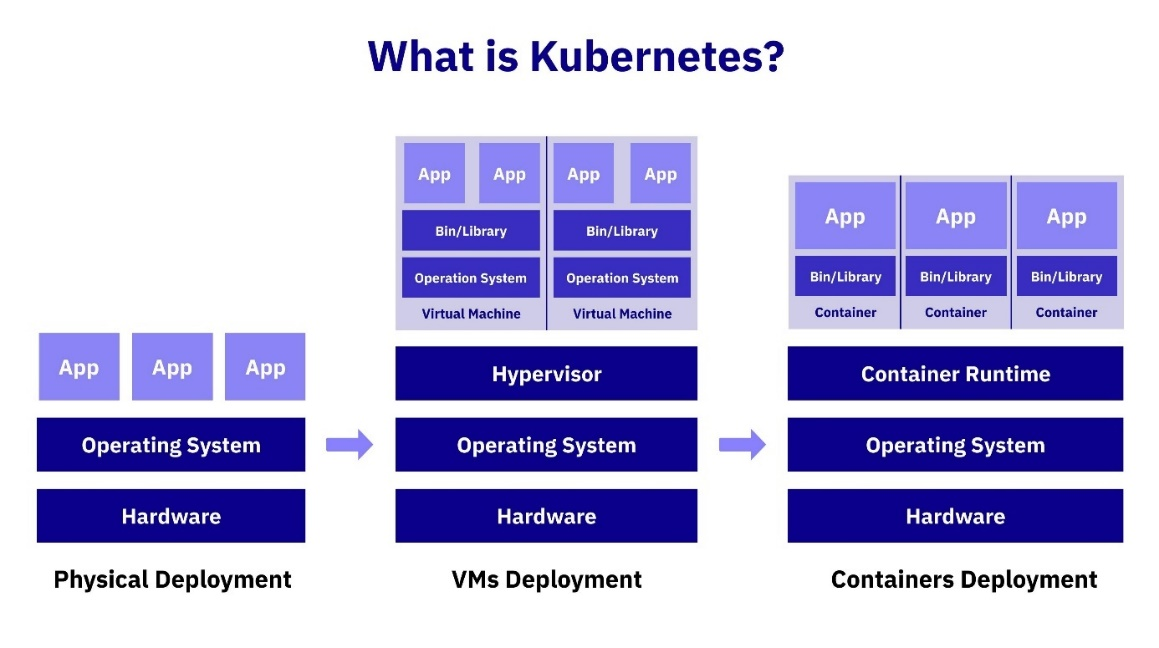 What is Kubernetes?
App App App
Operating System
Hardware
Physical Deployment
App App App App
Bin/Library Bin/Library
Operation System Operation System
Virtual Machine Virtual Machine
Hypervisor
Operating System
Hardware
VMs Deployment
App App App
Bin/Library Bin/Library Bin/Library
Container Container Container
Container Runtime
Operating System
Hardware
Containers Deployment